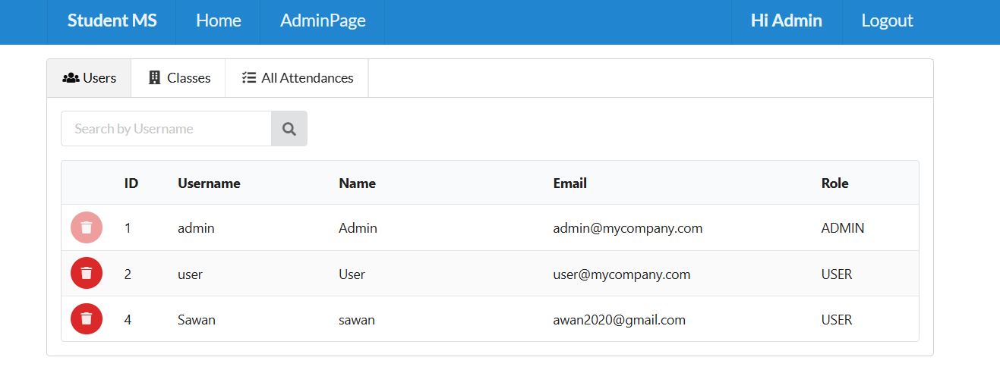 Student MS Home AdminPage Hi Admin Logout
Users Classes All Attendances
Search by Username
ID Username Name Email Role
1 admin Admin admin@mycompany.com ADMIN
2 user User user@mycompany.com USER
4 Sawan sawan awan2020@gmail.com USER